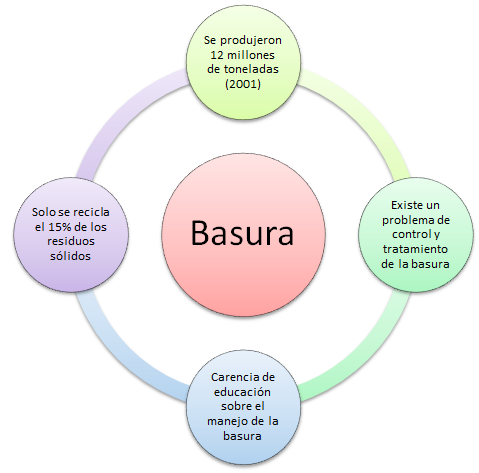 Se produjeron
12 millones
de toneladas
(2001)
Solo se recicla
el 15% de los
residuos
sólidos
Basura
Existe un
problema de
control y
tratamiento
de la basura
Carencia de
educación
sobre el
manejo de la
basura